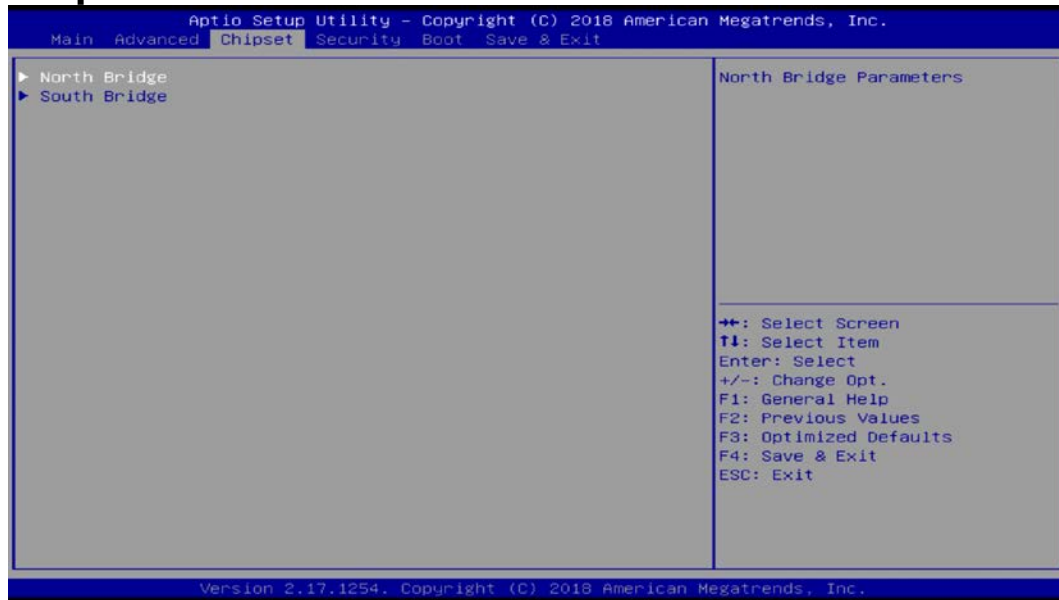 Aptio Setup Utility – Copyright (C) 2018 American Megatrends, Inc.
Main Advanced Chipset Security Boot Save & Exit
► North Bridge
► South Bridge
North Bridge Parameters
→←: Select Screen
↑↓: Select Item
Enter: Select
+/-: Change Opt.
F1: General Help
F2: Previous Values
F3: Optimized Defaults
F4: Save & Exit
ESC: Exit
Version 2.17.1254. Copyright (C) 2018 American Megatrends, Inc.